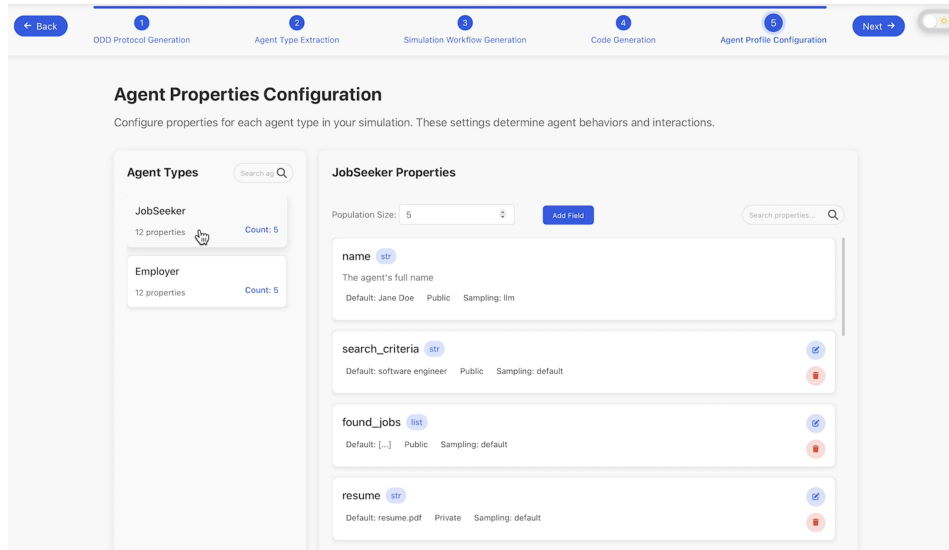 ← Back
1
2
3
4
5
Next →
ODD Protocol Generation
Agent Type Extraction
Simulation Workflow Generation
Code Generation
Agent Profile Configuration
Agent Properties Configuration
Configure properties for each agent type in your simulation. These settings determine agent behaviors and interactions.
Agent Types
Search ag
JobSeeker
12 properties
Count: 5
Employer
12 properties
Count: 5
JobSeeker Properties
Population Size:
5
Add Field
Search properties...
name str
The agent's full name
Default: Jane Doe Public Sampling: llm
search_criteria str
Default: software engineer Public Sampling: default
found_jobs list
Default: [...] Public Sampling: default
resume str
Default: resume.pdf Private Sampling: default